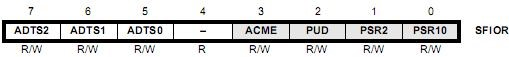 7 6 5 4 3 2 1 0
ADTS2 ADTS1 ADTS0 – ACME PUD PSR2 PSR10 SFIOR
R/W R/W R/W R R/W R/W R/W R/W